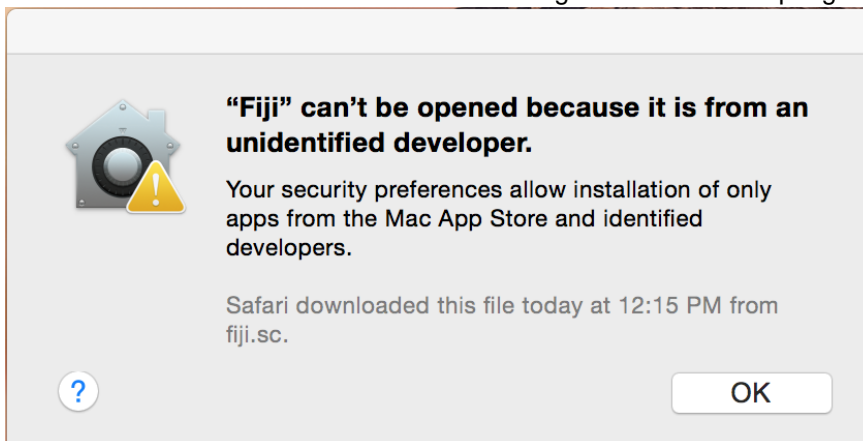 “Fiji” can’t be opened because it is from an
unidentified developer.
Your security preferences allow installation of only
apps from the Mac App Store and identified
developers.
Safari downloaded this file today at 12:15 PM from
fiji.sc.
?
OK